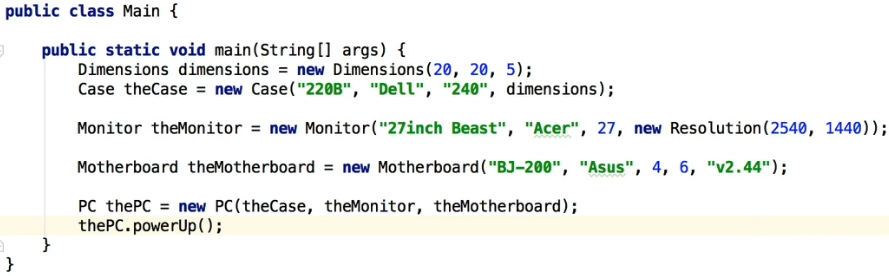 public class Main {
public static void main(String[] args) {
Dimensions dimensions = new Dimensions(20, 20, 5);
Case theCase = new Case("220B", "Dell", "240", dimensions);
Monitor theMonitor = new Monitor("27inch Beast", "Acer", 27, new Resolution(2540, 1440));
Motherboard theMotherboard = new Motherboard("BJ-200", "Asus", 4, 6, "v2.44");
PC thePC = new PC(theCase, theMonitor, theMotherboard);
thePC.powerUp();
}
}